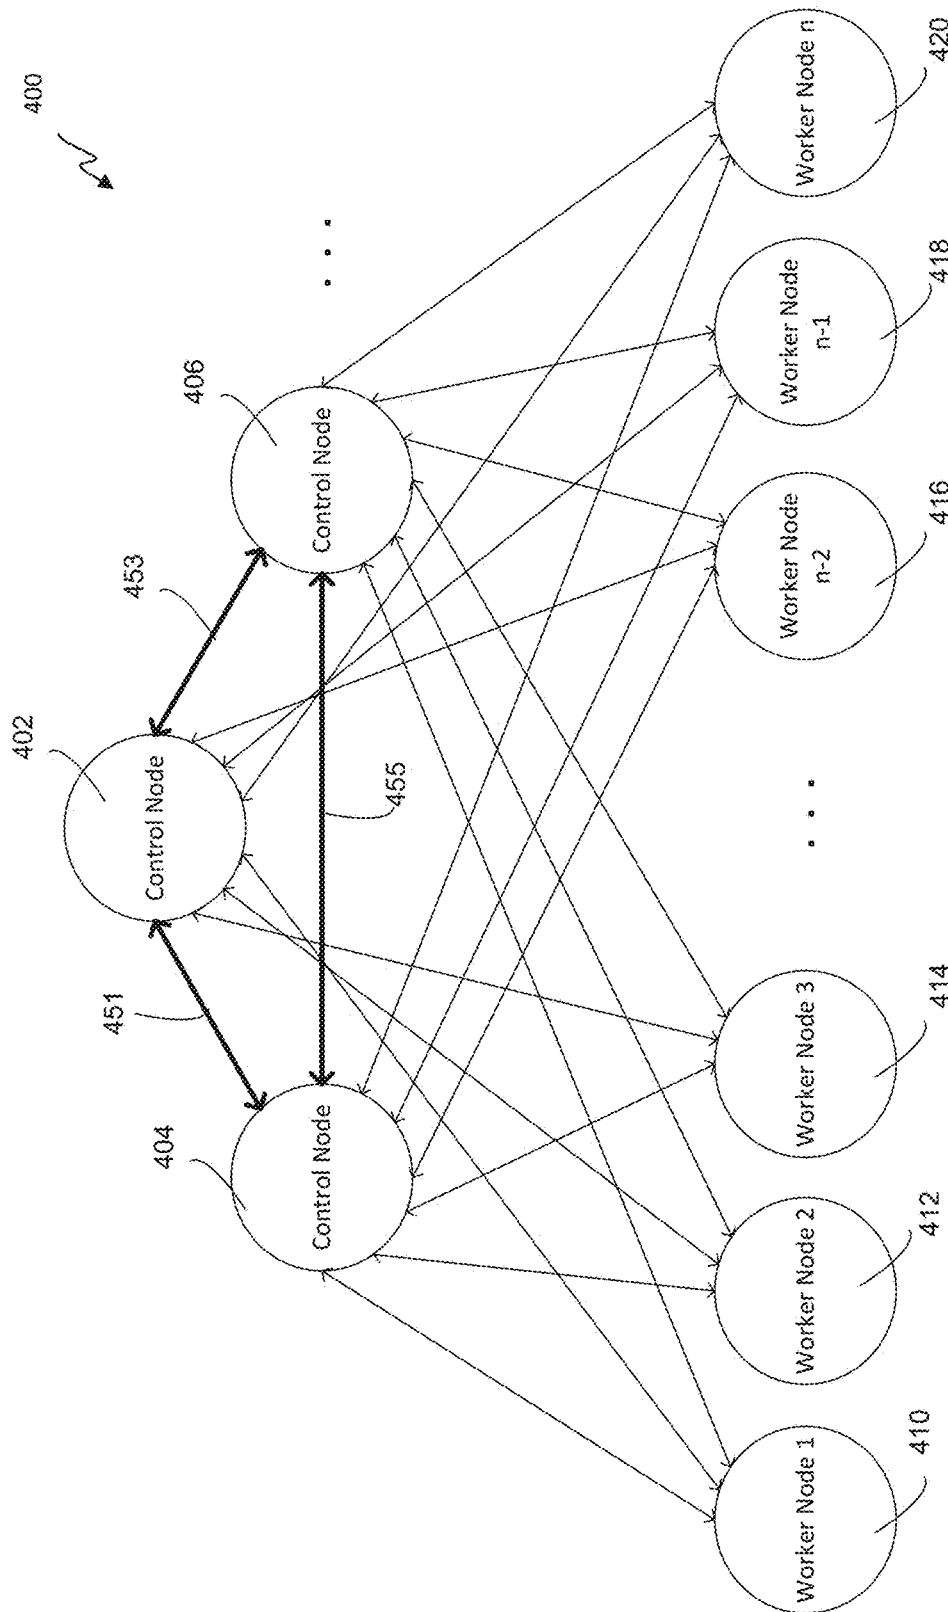 400
402
Control Node
451
453
404
Control Node
406
Control Node
455
. . .
Worker Node 1
410
Worker Node 2
412
Worker Node 3
414
. . .
Worker Node
n-2
416
Worker Node
n-1
418
Worker Node n
420